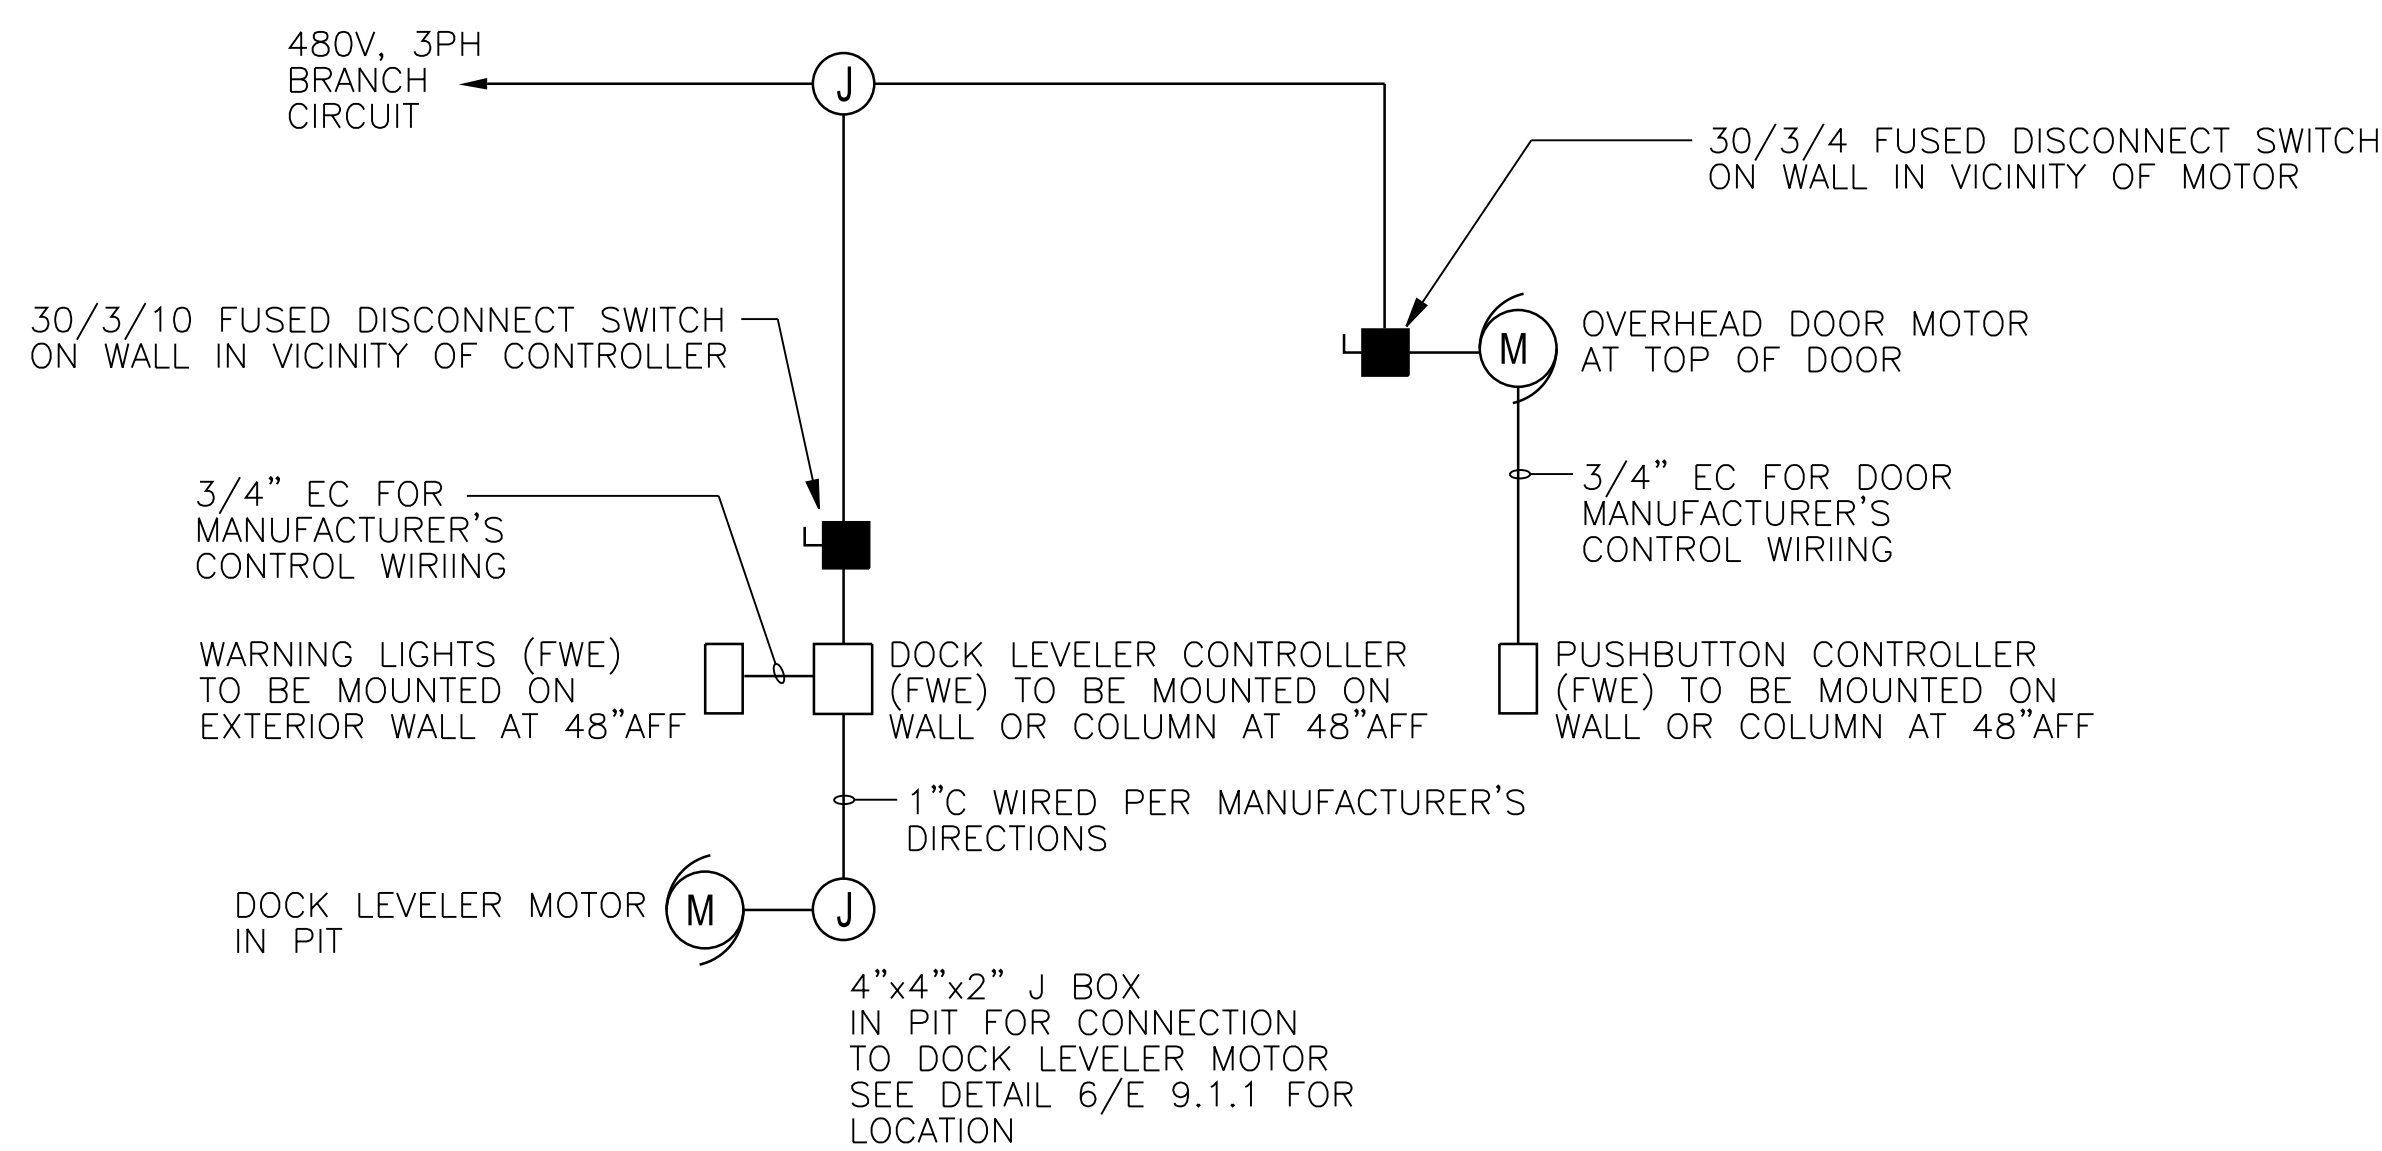 480V, 3PH
BRANCH
CIRCUIT
J
30/3/4 FUSED DISCONNECT SWITCH
ON WALL IN VICINITY OF MOTOR
30/3/10 FUSED DISCONNECT SWITCH
ON WALL IN VICINITY OF CONTROLLER
M
OVERHEAD DOOR MOTOR
AT TOP OF DOOR
3/4" EC FOR
MANUFACTURER'S
CONTROL WIRIING
3/4" EC FOR DOOR
MANUFACTURER'S
CONTROL WIRIING
WARNING LIGHTS (FWE)
TO BE MOUNTED ON
EXTERIOR WALL AT 48"AFF
DOCK LEVELER CONTROLLER
(FWE) TO BE MOUNTED ON
WALL OR COLUMN AT 48"AFF
PUSHBUTTON CONTROLLER
(FWE) TO BE MOUNTED ON
WALL OR COLUMN AT 48"AFF
1"C WIRED PER MANUFACTURER'S
DIRECTIONS
DOCK LEVELER MOTOR
IN PIT
M
J
4"x4"x2" J BOX
IN PIT FOR CONNECTION
TO DOCK LEVELER MOTOR
SEE DETAIL 6/E 9.1.1 FOR
LOCATION